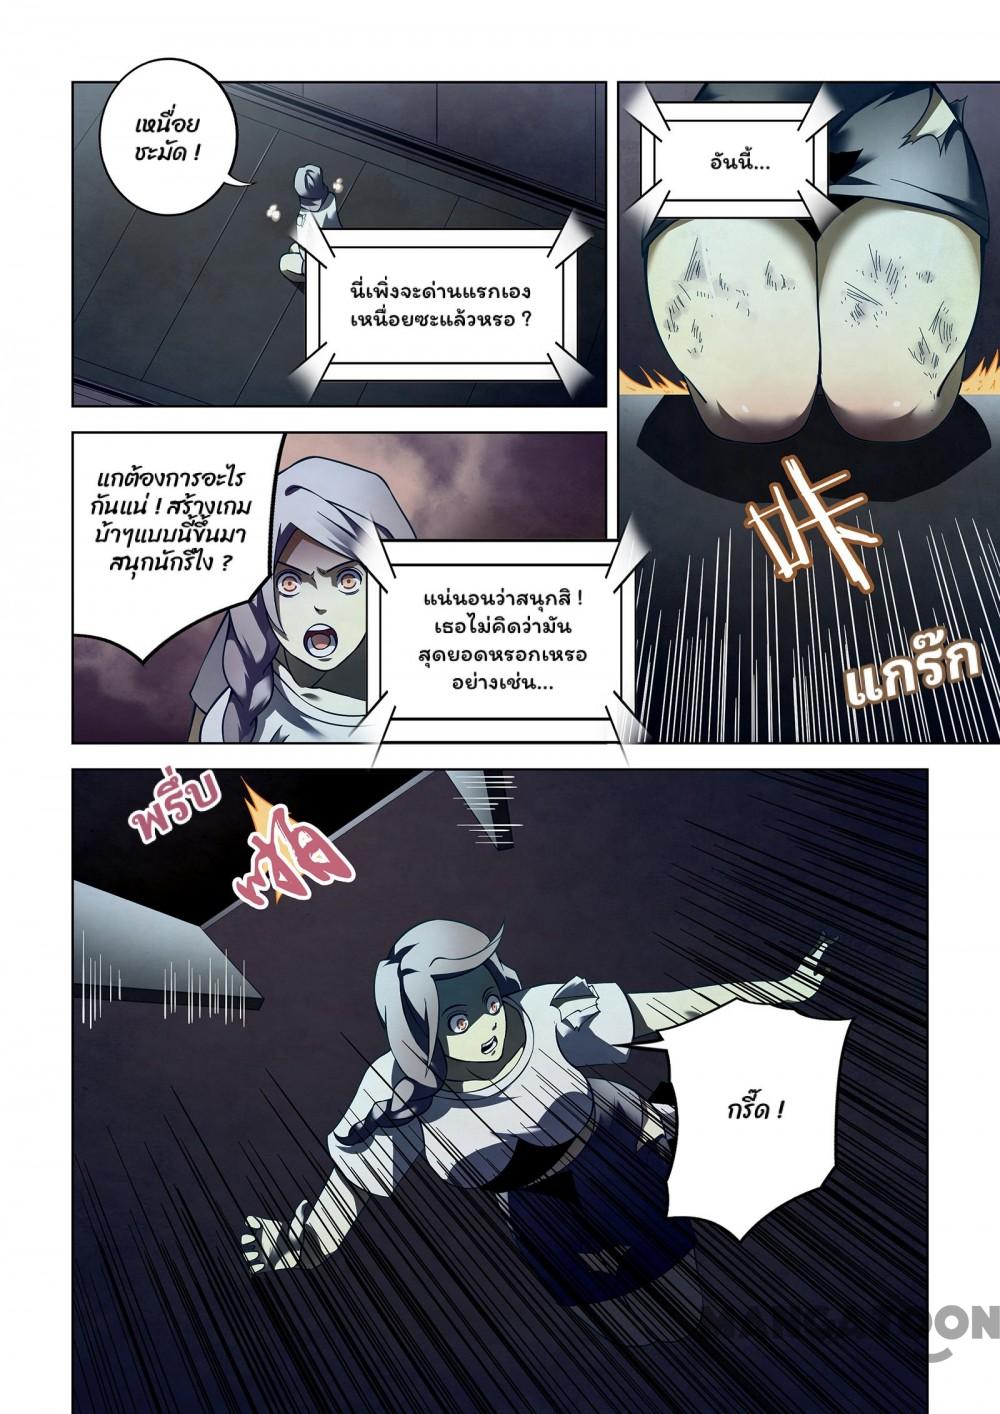 เหนื่อย
ชะมัด !
นี่เพิ่งจะด่านแรกเอง
เหนื่อยซะแล้วหรอ ?
อันนี้...
咔
แกร๊ก
แกต้องการอะไร
กันแน่ ! สร้างเกม
บ้าๆแบบนี้ขึ้นมา
สนุกนักรึไง ?
แน่นอนว่าสนุกสิ !
เธอไม่คิดว่ามัน
สุดยอดหรอกเหรอ
อย่างเช่น...
พรึ่บ
กรี๊ด !
MANGATOON